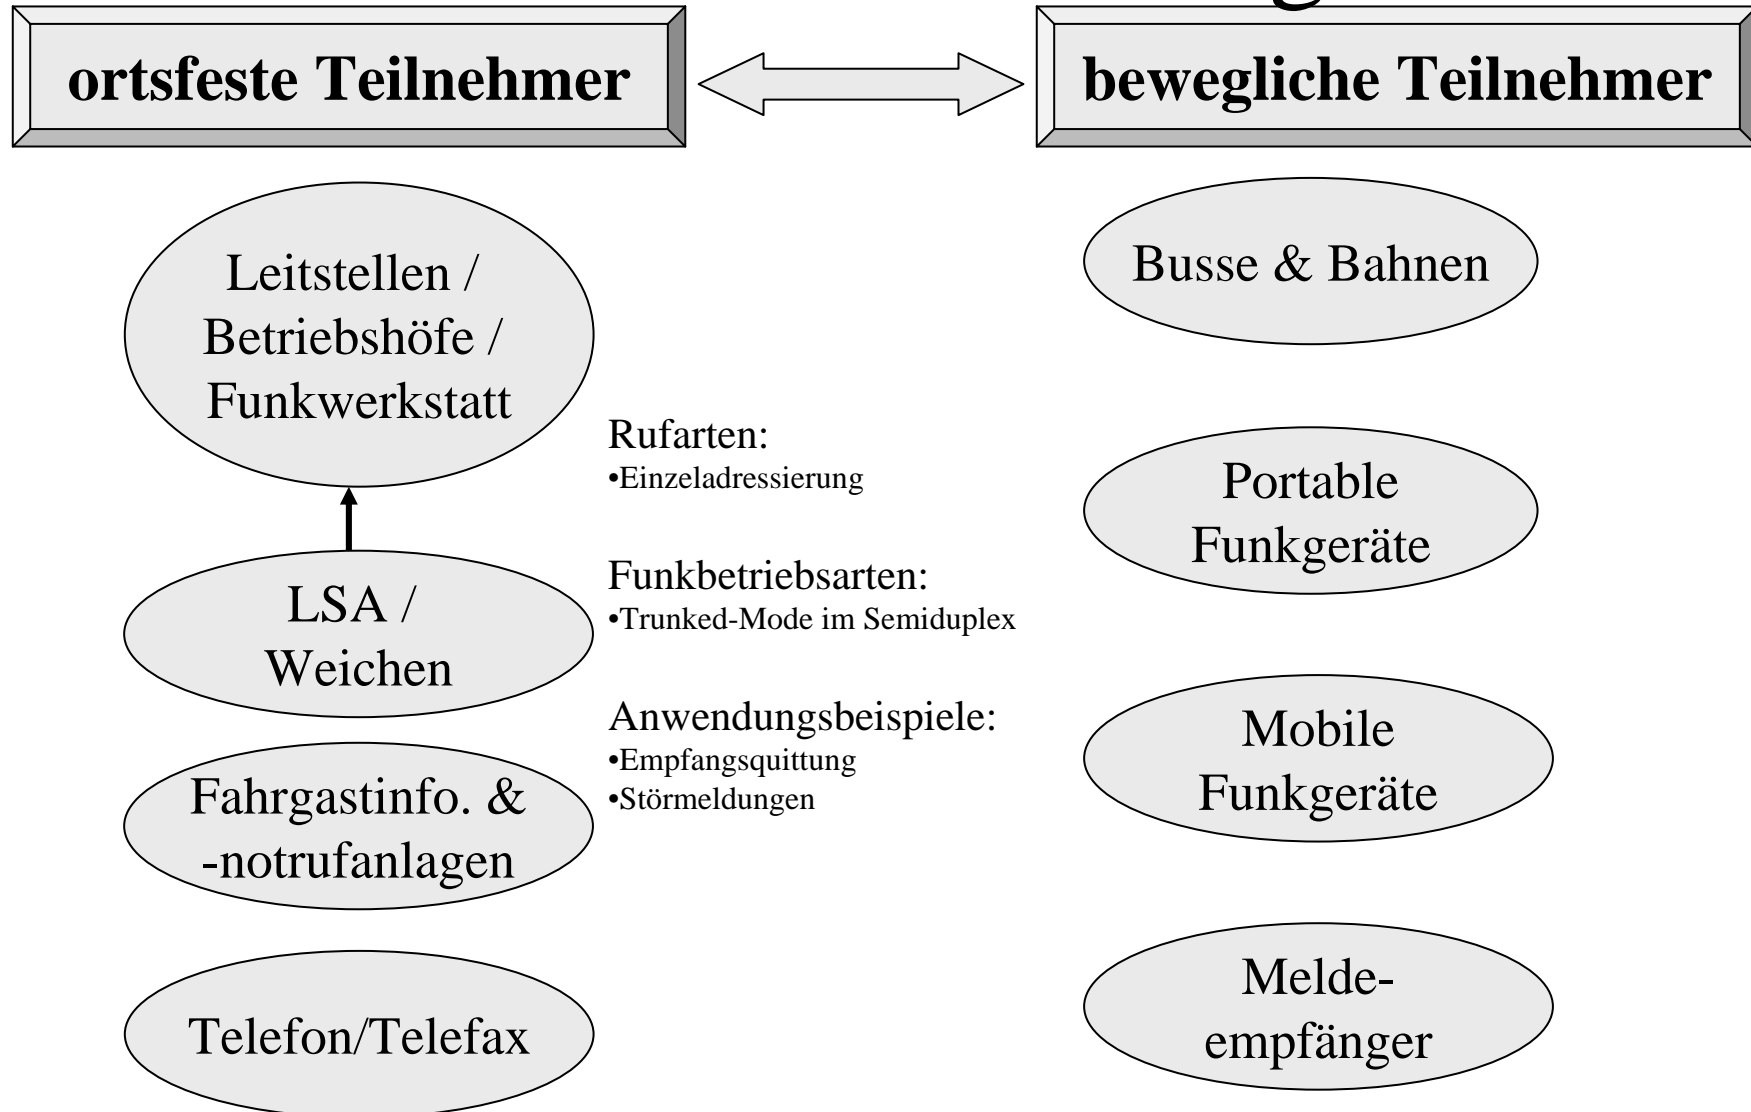 ortsfeste Teilnehmer
bewegliche Teilnehmer
Leitstellen /
Betriebshöfe /
Funkwerkstatt
LSA /
Weichen
Fahrgastinfo. &
-notrufanlagen
Telefon/Telefax
Rufarten:
•Einzeladressierung
Funkbetriebsarten:
•Trunked-Mode im Semiduplex
Anwendungsbeispiele:
•Empfangsquittung
•Störmeldungen
Busse & Bahnen
Portable
Funkgeräte
Mobile
Funkgeräte
Melde-
empfänger